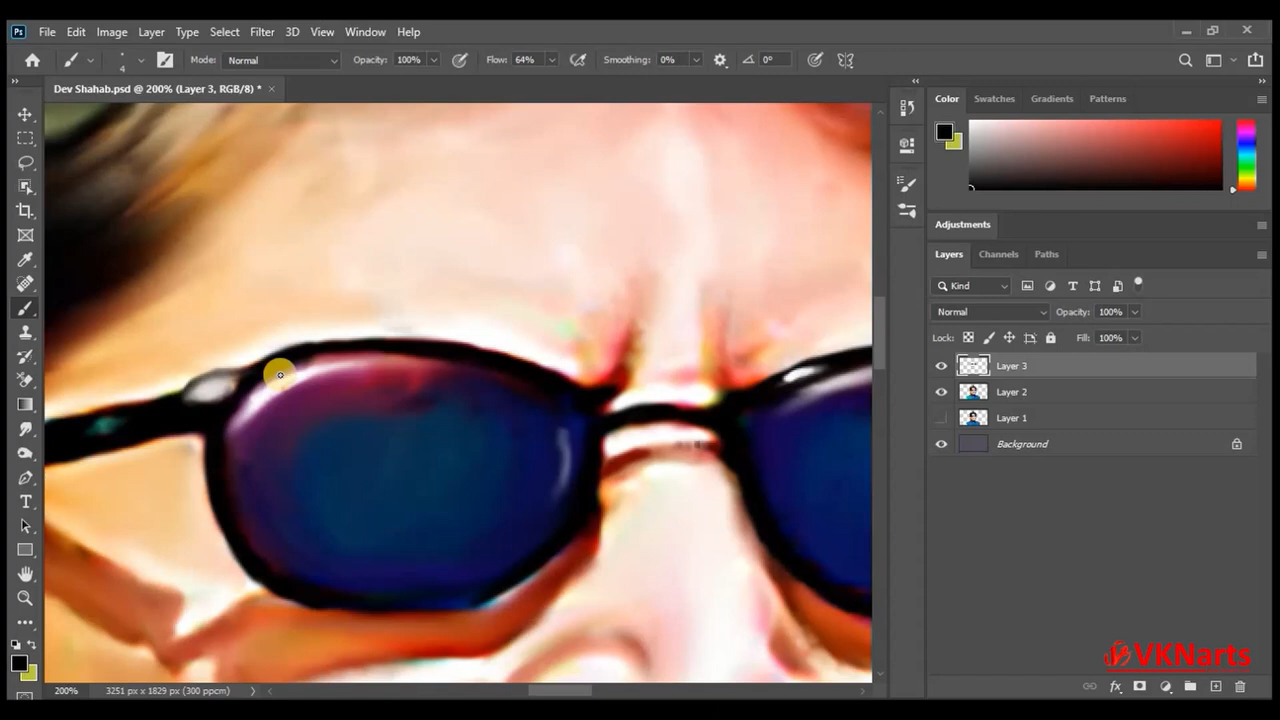 Ps File Edit Image Layer Type Select Filter 3D View Window Help
4 Mode: Normal Opacity: 100% Flow: 64% Smoothing: 0% 0°
Dev Shahab.psd @ 200% (Layer 3, RGB/8) *
Color Swatches Gradients Patterns
Adjustments
Layers Channels Paths
Kind
Normal Opacity: 100%
Lock: Fill: 100%
Layer 3
Layer 2
Layer 1
Background
VKNarts
200% 3251 px x 1829 px (300 ppcm)
fx